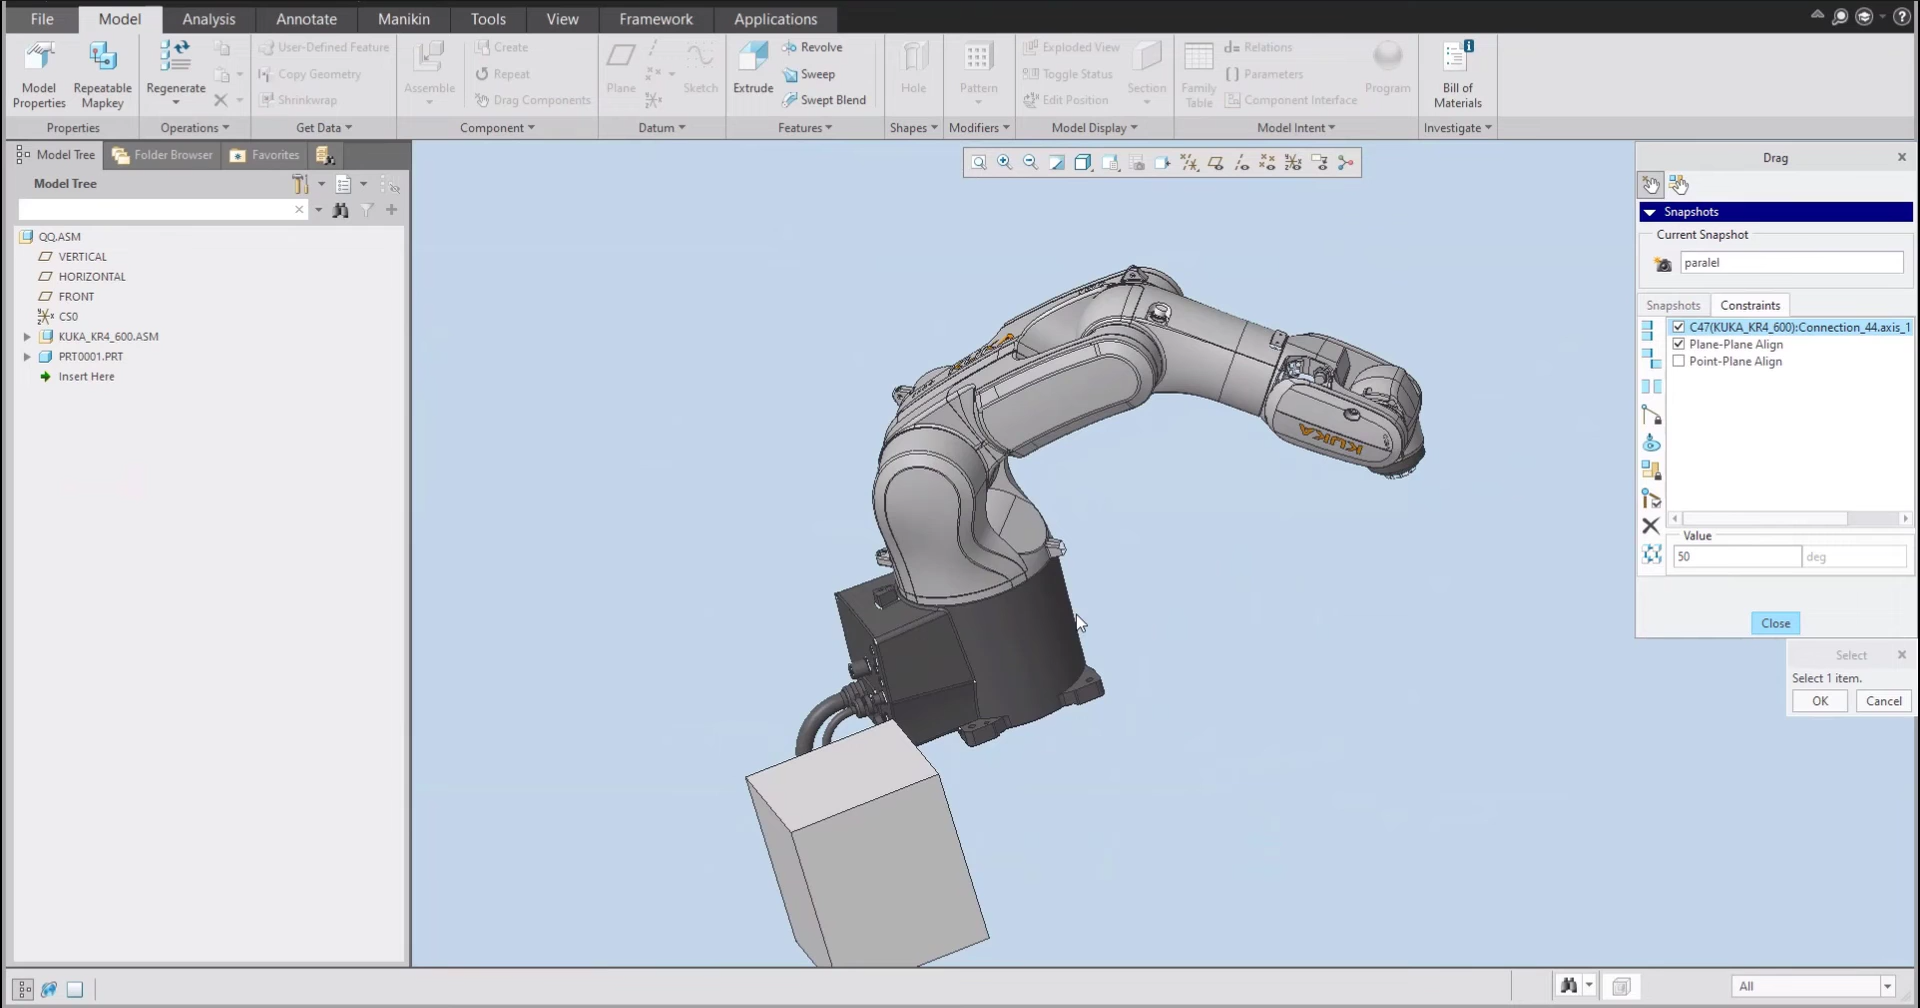 File Model Analysis Annotate Manikin Tools View Framework Applications
Model Properties
Repeatable Mapkey
Regenerate
User-Defined Feature
Copy Geometry
Shrinkwrap
Assemble
Create
Repeat
Drag Components
Plane
Sketch
Extrude
Revolve
Sweep
Swept Blend
Hole
Pattern
Exploded View
Toggle Status
Edit Position
Section
Family Table
d= Relations
Parameters
Component Interface
Program
Bill of Materials
Properties Operations Get Data Component Datum Features Shapes Modifiers Model Display Model Intent Investigate
Model Tree Folder Browser Favorites
Model Tree
QQ.ASM
VERTICAL
HORIZONTAL
FRONT
CS0
KUKA_KR4_600.ASM
PRT0001.PRT
Insert Here
KUKA
Drag
Snapshots
Current Snapshot
paralel
Snapshots Constraints
C47(KUKA_KR4_600):Connection_44.axis_1
Plane-Plane Align
Point-Plane Align
Value
50 deg
Close
Select
Select 1 item.
OK Cancel
All